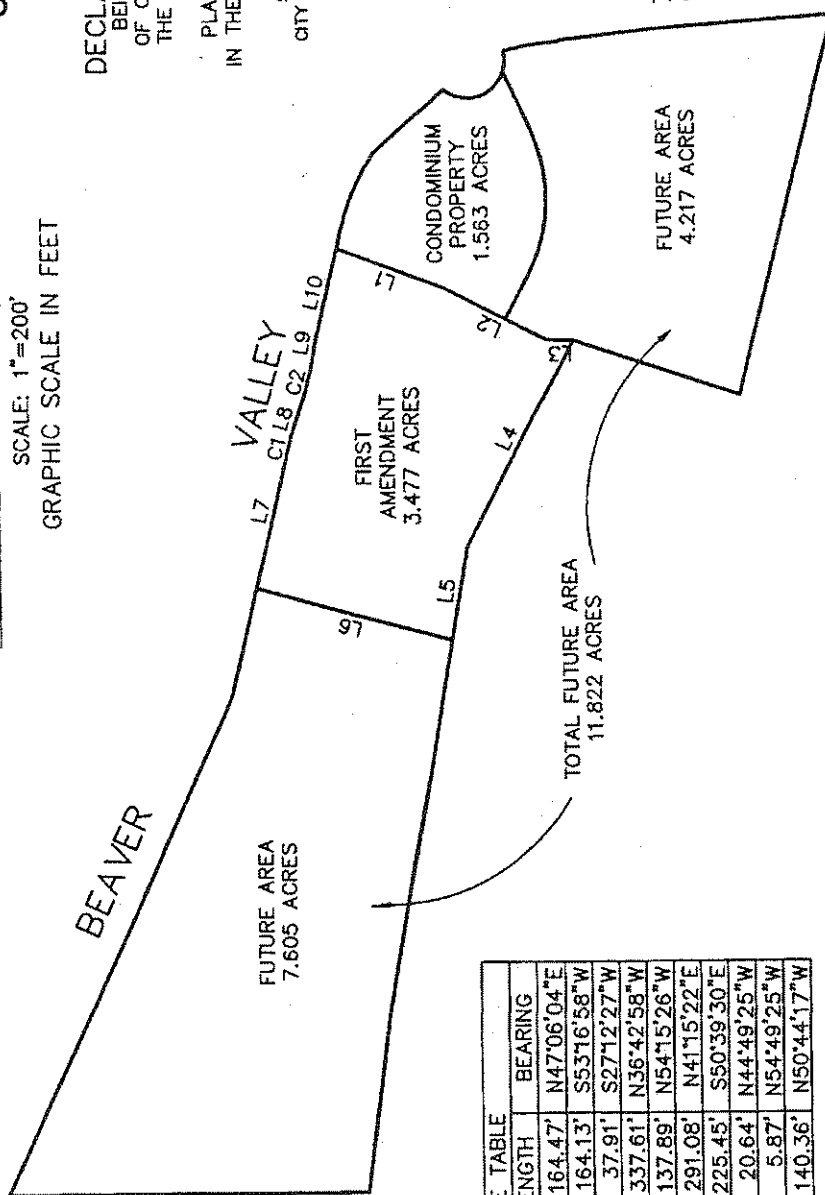 SCALE: 1"=200'
GRAPHIC SCALE IN FEET
OF
THE
IN THE
CITY
BEAVER
VALLEY
L7
C1
L8
C2
L9
L10
L1
L2
L3
L4
L5
L6
CONDOMINIUM
PROPERTY
1.563 ACRES
FIRST
AMENDMENT
3.477 ACRES
FUTURE AREA
4.217 ACRES
FUTURE AREA
7.605 ACRES
TOTAL FUTURE AREA
11.822 ACRES
TABLE
BEARING
164.47' N47°06'04"E
164.13' S53°16'58"W
37.91' S27°12'27"W
337.61' N36°42'58"W
137.89' N54°15'26"W
291.08' N41°15'22"E
225.45' S50°39'30"E
20.64' N44°49'25"W
5.87' N54°49'25"W
140.36' N50°44'17"W